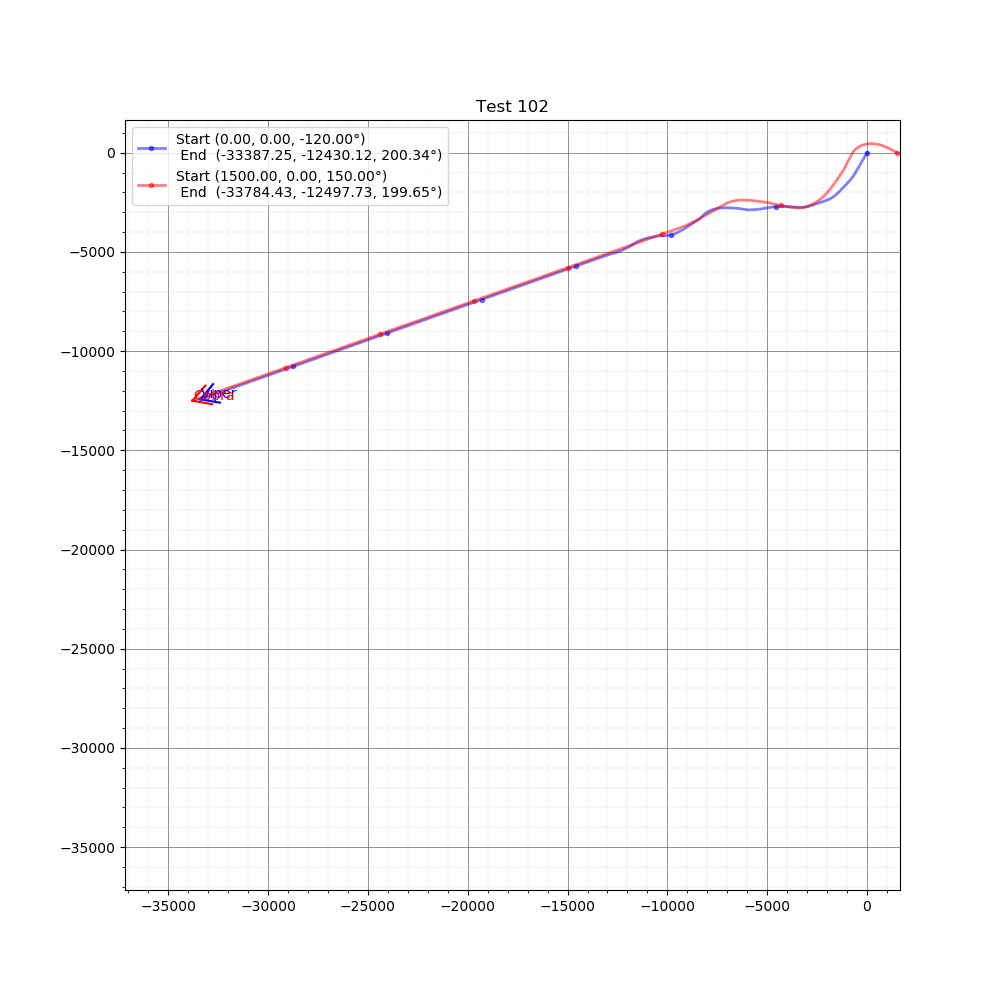 Test 102
Start (0.00, 0.00, -120.00°)
End  (-33387.25, -12430.12, 200.34°)
Start (1500.00, 0.00, 150.00°)
End  (-33784.43, -12497.73, 199.65°)
0
−5000
−10000
−15000
−20000
−25000
−30000
−35000
−35000 −30000 −25000 −20000 −15000 −10000 −5000 0